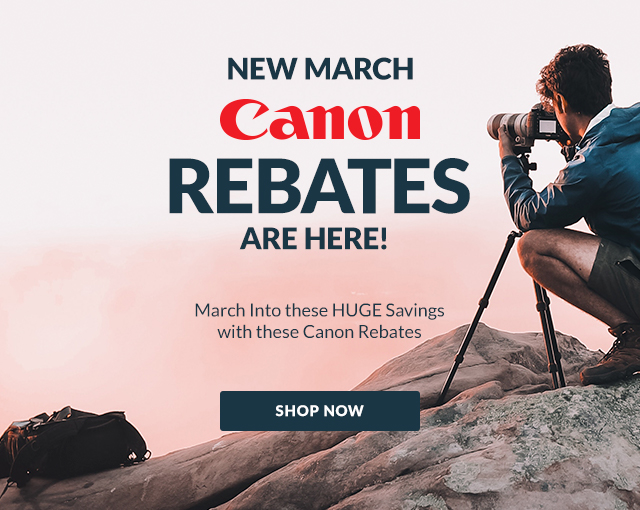 NEW MARCH
Canon
REBATES
ARE HERE!
March Into these HUGE Savings
with these Canon Rebates
SHOP NOW